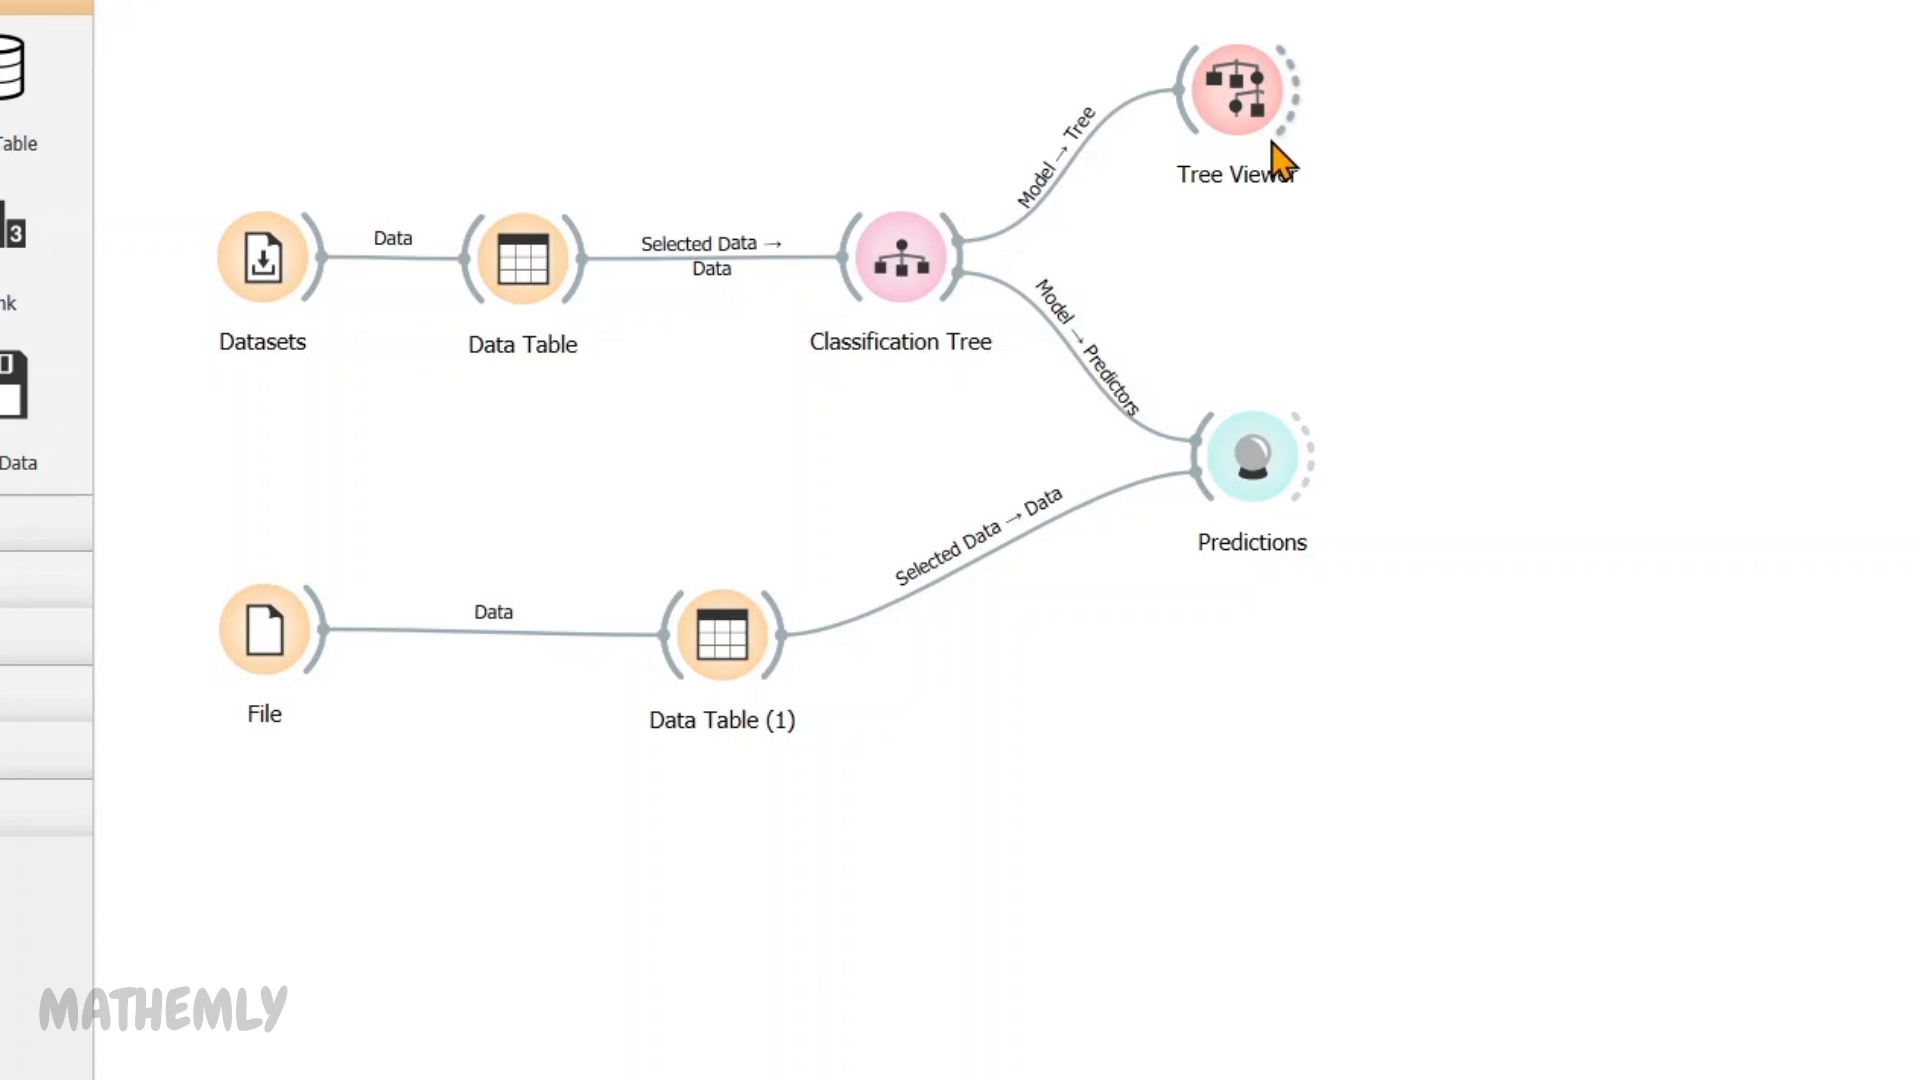 Table
nk
Data
Model → Tree
Tree Viewer
Data
Selected Data →
Data
Datasets
Data Table
Classification Tree
Model → Predictors
Selected Data → Data
Predictions
Data
File
Data Table (1)
3
MATHEMLY